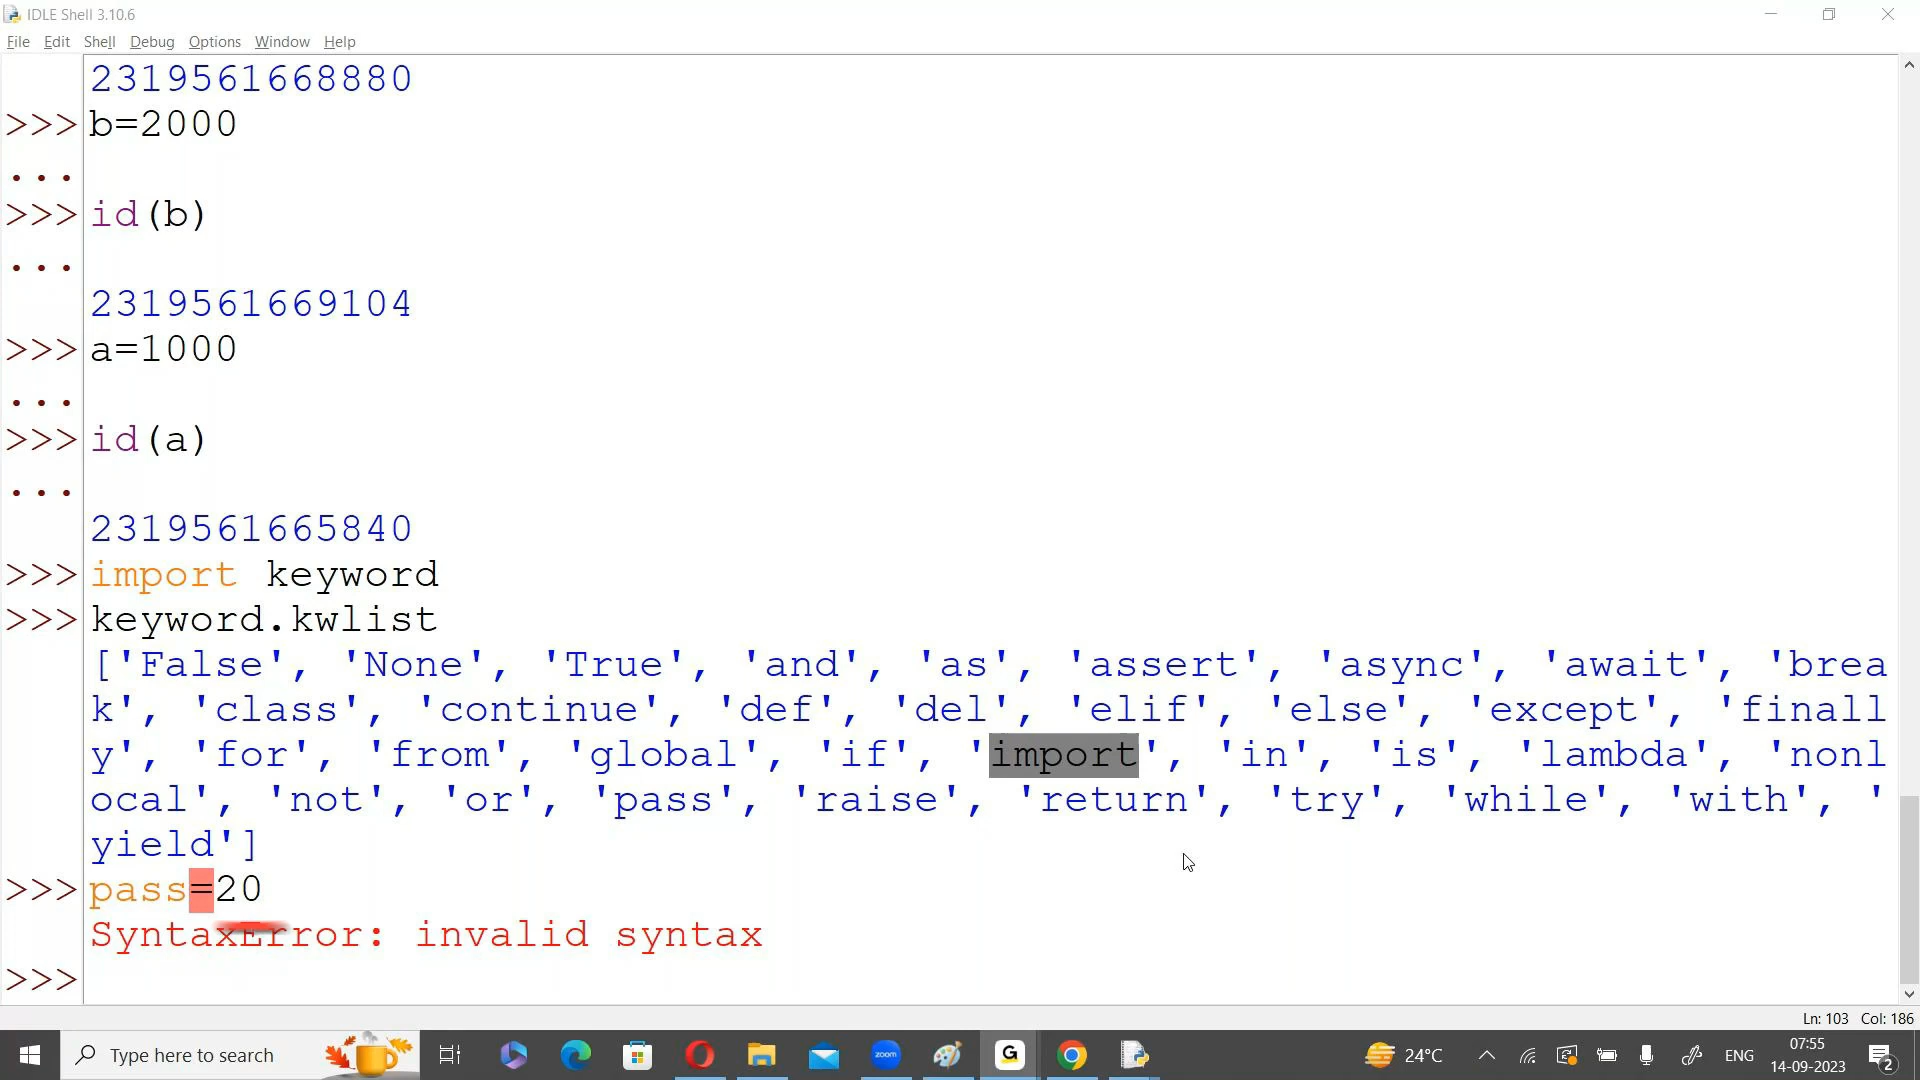 IDLE Shell 3.10.6
File Edit Shell Debug Options Window Help
2319561668880
>>> b=2000
...
>>> id(b)
...
2319561669104
>>> a=1000
...
>>> id(a)
...
2319561665840
>>> import keyword
>>> keyword.kwlist
['False', 'None', 'True', 'and', 'as', 'assert', 'async', 'await', 'brea
k', 'class', 'continue', 'def', 'del', 'elif', 'else', 'except', 'finall
y', 'for', 'from', 'global', 'if', 'import', 'in', 'is', 'lambda', 'nonl
ocal', 'not', 'or', 'pass', 'raise', 'return', 'try', 'while', 'with', '
yield']
>>> pass=20
SyntaxError: invalid syntax
>>>
Ln: 103 Col: 186
Type here to search
zoom
G
24°C
ENG
07:55
14-09-2023
2